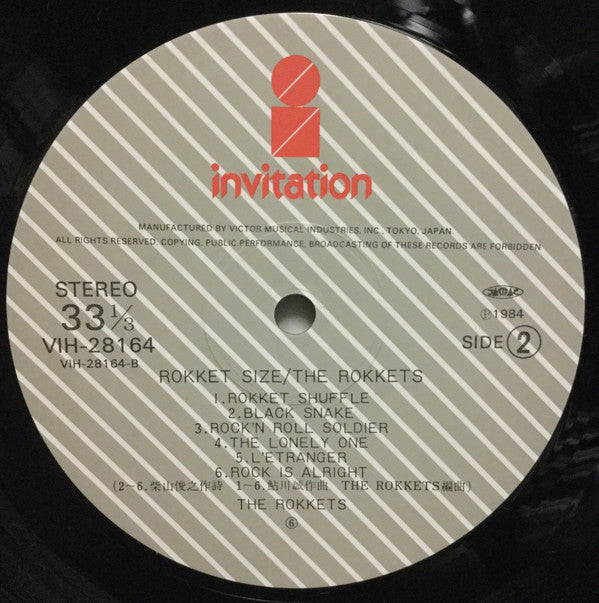 invitation
MANUFACTURED BY VICTOR MUSICAL INDUSTRIES, INC., TOKYO, JAPAN.
ALL RIGHTS RESERVED, COPYING, PUBLIC PERFORMANCE, BROADCASTING OF THESE RECORDS ARE FORBIDDEN
STEREO
33 1/3
VIH-28164
VIH-28164-B
JASRAC
Ⓟ1984
SIDE ②
ROKKET SIZE/THE ROKKETS
1.ROKKET SHUFFLE
2.BLACK SNAKE
3.ROCK'N ROLL SOLDIER
4.THE LONELY ONE
5.L'ETRANGER
6.ROCK IS ALRIGHT
(2〜6.柴山俊之作詩 1〜6.鮎川誠作曲 THE ROKKETS編曲)
THE ROKKETS
⑥